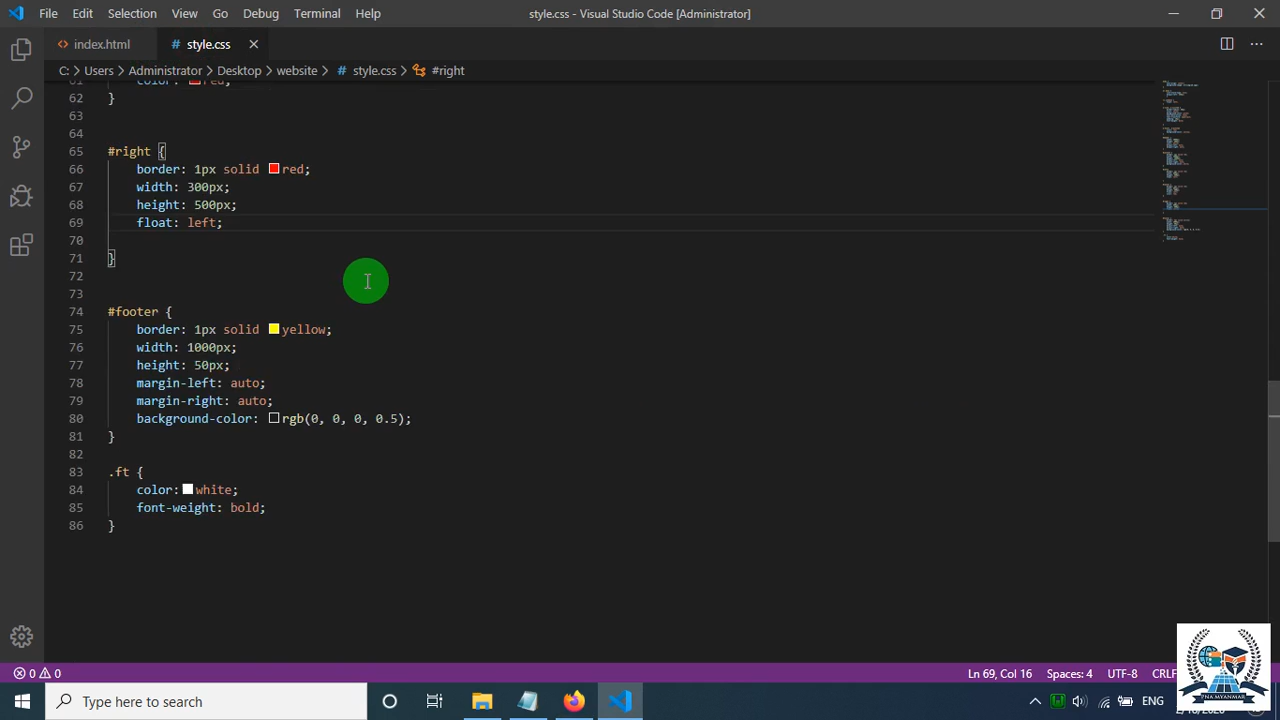 File Edit Selection View Go Debug Terminal Help
style.css - Visual Studio Code [Administrator]
index.html
# style.css
C: > Users > Administrator > Desktop > website > # style.css > #right
61 color: red;
62 }
63
64
65 #right {
66 border: 1px solid red;
67 width: 300px;
68 height: 500px;
69 float: left;
70
71 }
72
73
74 #footer {
75 border: 1px solid yellow;
76 width: 1000px;
77 height: 50px;
78 margin-left: auto;
79 margin-right: auto;
80 background-color: rgb(0, 0, 0, 0.5);
81 }
82
83 .ft {
84 color: white;
85 font-weight: bold;
86 }
0 0
Ln 69, Col 16 Spaces: 4 UTF-8 CRLF
Type here to search
ENG
PNA MYANMAR